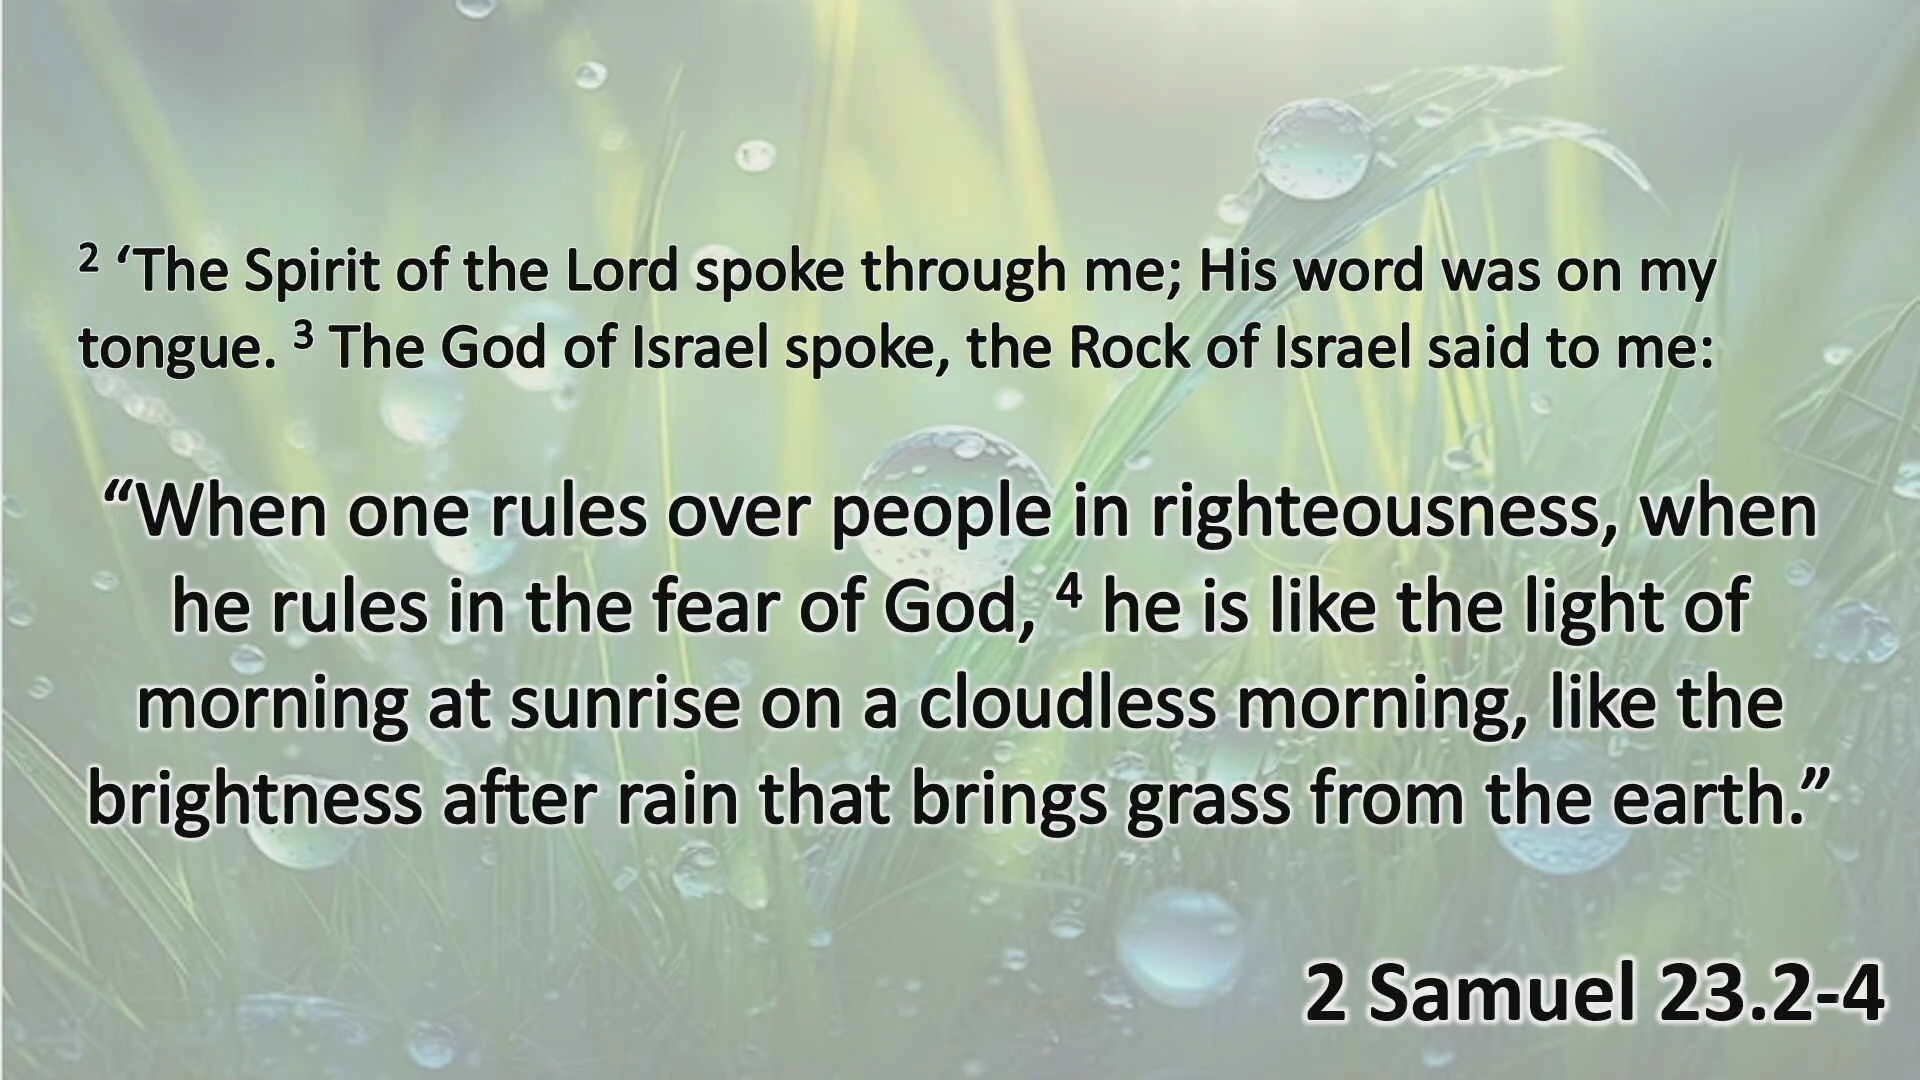 ² ‘The Spirit of the Lord spoke through me; His word was on my
tongue. ³ The God of Israel spoke, the Rock of Israel said to me:
“When one rules over people in righteousness, when
he rules in the fear of God, ⁴ he is like the light of
morning at sunrise on a cloudless morning, like the
brightness after rain that brings grass from the earth.”
2 Samuel 23.2-4